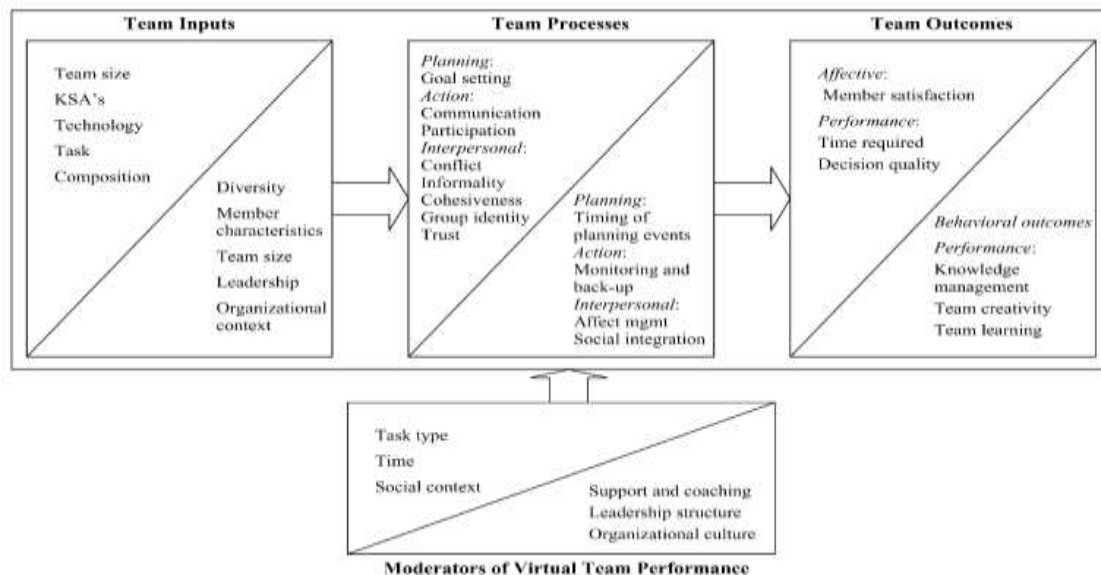 Team Inputs
Team size
KSA's
Technology
Task
Composition
Diversity
Member
characteristics
Team size
Leadership
Organizational
context
Team Processes
Planning:
Goal setting
Action:
Communication
Participation
Interpersonal:
Conflict
Informality
Cohesiveness
Group identity
Trust
Planning:
Timing of
planning events
Action:
Monitoring and
back-up
Interpersonal:
Affect mgmt
Social integration
Team Outcomes
Affective:
Member satisfaction
Performance:
Time required
Decision quality
Behavioral outcomes
Performance:
Knowledge
management
Team creativity
Team learning
Task type
Time
Social context
Support and coaching
Leadership structure
Organizational culture
Moderators of Virtual Team Performance